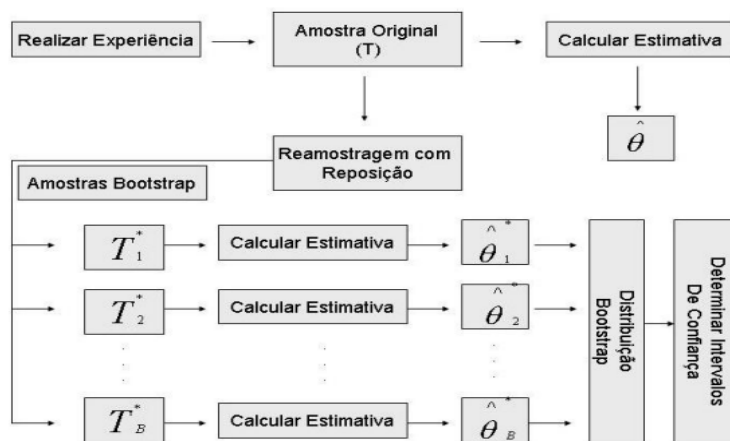 Realizar Experiência
Amostra Original
(T)
Calcular Estimativa
θ̂
Reamostragem com
Reposição
Amostras Bootstrap
T*1
Calcular Estimativa
θ̂*1
T*2
Calcular Estimativa
θ̂*2
T*B
Calcular Estimativa
θ̂*B
Distribuição
Bootstrap
Determinar Intervalos
De Confiança